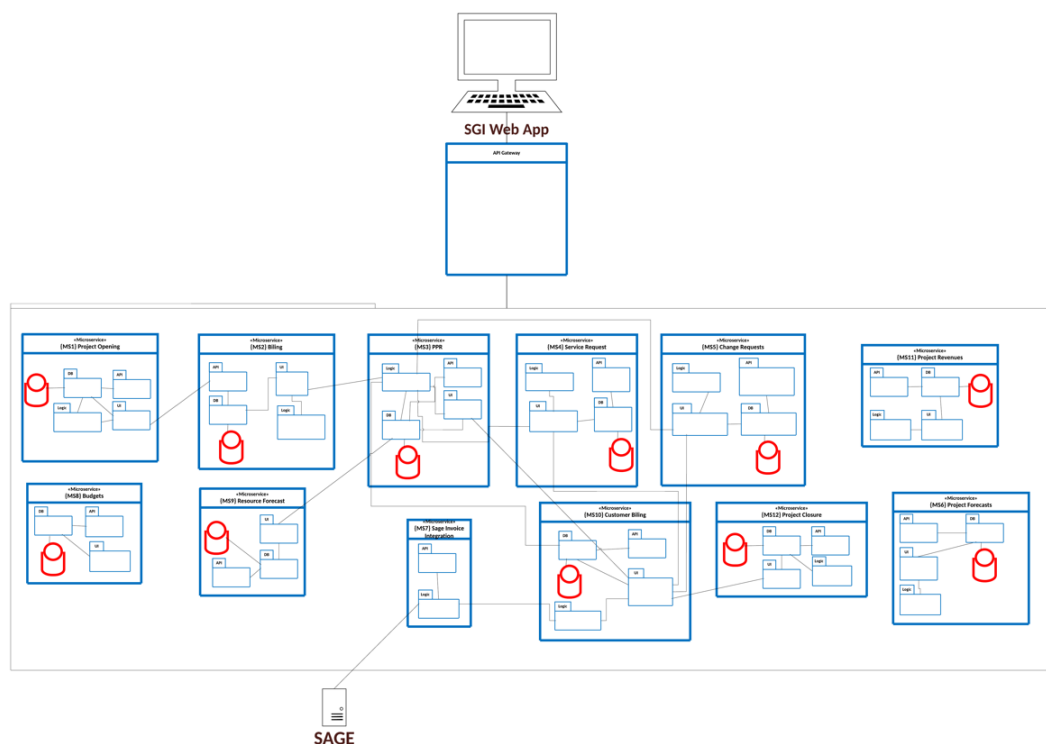 SGI Web App
API Gateway
«Microservice»
(MS1) Project Opening
DB
API
Logic
UI
«Microservice»
(MS2) Billing
API
UI
DB
Logic
«Microservice»
(MS3) PPR
API
Logic
UI
DB
«Microservice»
(MS4) Service Request
Logic
API
UI
DB
«Microservice»
(MS5) Change Requests
Logic
API
UI
DB
«Microservice»
(MS11) Project Revenues
API
DB
Logic
UI
«Microservice»
(MS8) Budgets
DB
API
UI
«Microservice»
(MS9) Resource Forecast
UI
DB
API
«Microservice»
(MS7) Sage Invoice
Integration
API
Logic
«Microservice»
(MS10) Customer Billing
DB
API
UI
Logic
«Microservice»
(MS12) Project Closure
DB
API
UI
Logic
«Microservice»
(MS6) Project Forecasts
API
DB
UI
Logic
SAGE